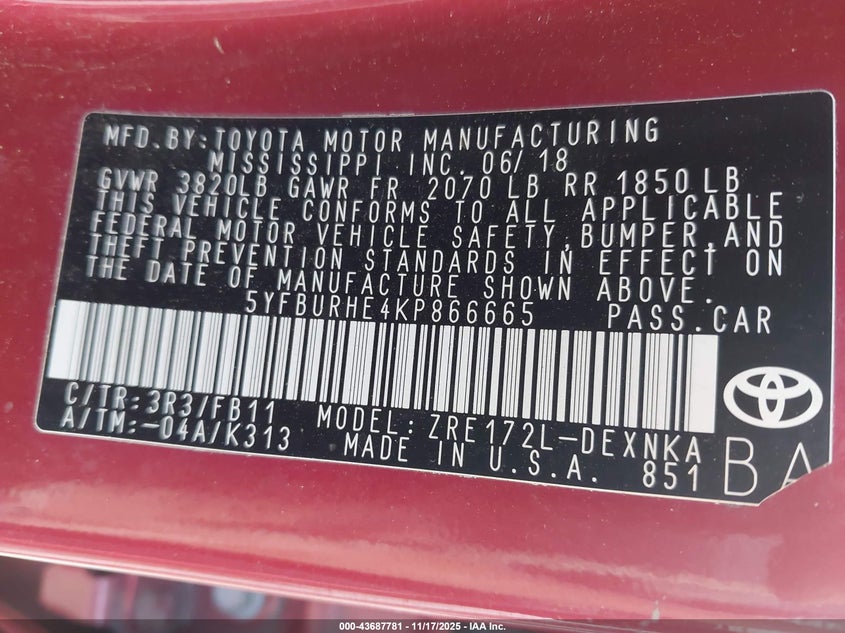 MFD.BY:TOYOTA MOTOR MANUFACTURING
MISSISSIPPI INC. 06/18
GVWR 3820LB GAWR FR 2070 LB RR 1850LB
THIS VEHICLE CONFORMS TO ALL APPLICABLE
FEDERAL MOTOR VEHICLE SAFETY,BUMPER,AND
THEFT PREVENTION STANDARDS IN EFFECT ON
THE DATE OF MANUFACTURE SHOWN ABOVE.
5YFBURHE4KP866665 PASS.CAR
C/TR:3R3/FB11 MODEL:ZRE172L-DEXNKA
A/TM:-04A/K313 MADE IN U.S.A. 851
BA
000-43687781 - 11/17/2025 - IAA Inc.